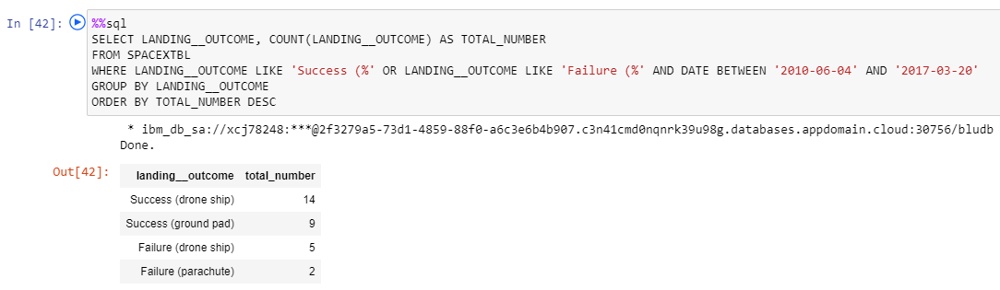 In [42]:
%%sql
SELECT LANDING__OUTCOME, COUNT(LANDING__OUTCOME) AS TOTAL_NUMBER
FROM SPACEXTBL
WHERE LANDING__OUTCOME LIKE 'Success (%' OR LANDING__OUTCOME LIKE 'Failure (%' AND DATE BETWEEN '2010-06-04' AND '2017-03-20'
GROUP BY LANDING__OUTCOME
ORDER BY TOTAL_NUMBER DESC
* ibm_db_sa://xcj78248:***@2f3279a5-73d1-4859-88f0-a6c3e6b4b907.c3n41cmd0nqnrk39u98g.databases.appdomain.cloud:30756/bludb
Done.
Out[42]:
landing__outcome total_number
Success (drone ship) 14
Success (ground pad) 9
Failure (drone ship) 5
Failure (parachute) 2